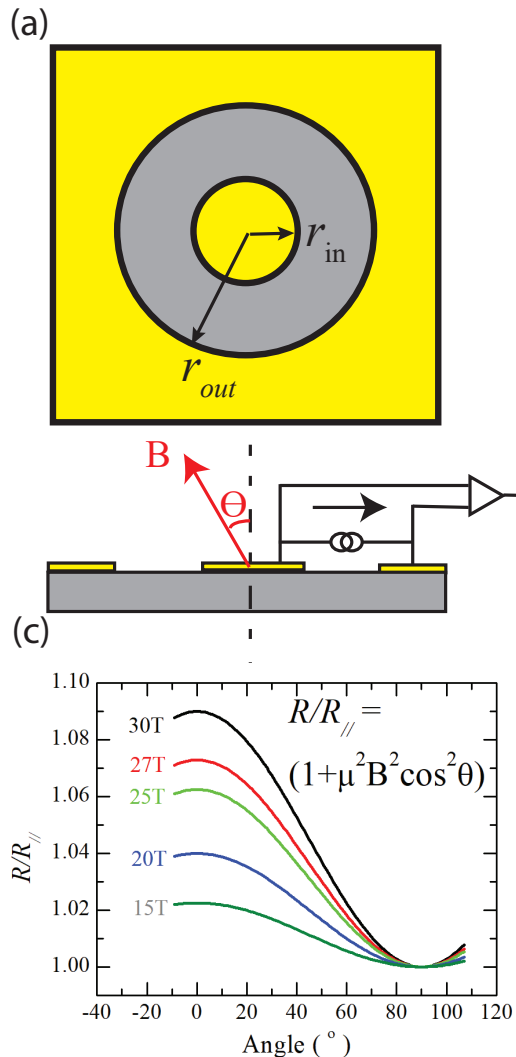 (a)
r_in
r_out
B
Θ
(c)
R/R_// =
(1+μ²B²cos²θ)
30T
27T
25T
20T
15T
1.10
1.08
1.06
1.04
1.02
1.00
R/R_//
-40 -20 0 20 40 60 80 100 120
Angle ( ° )